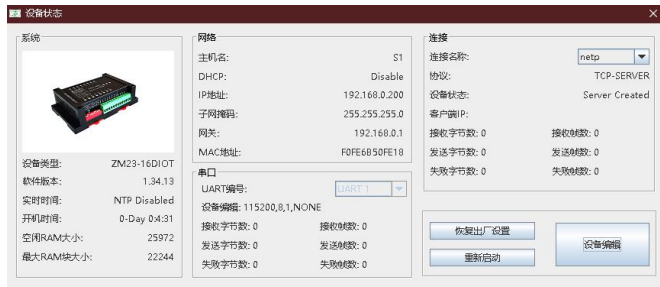 设备状态
系统
设备类型: ZM23-16DIOT
软件版本: 1.34.13
实时时间: NTP Disabled
开机时间: 0-Day 0:4:31
空闲RAM大小: 25972
最大RAM块大小: 22244
网络
主机名: S1
DHCP: Disable
IP地址: 192.168.0.200
子网掩码: 255.255.255.0
网关: 192.168.0.1
MAC地址: F0FE6B50FE18
串口
UART编号: UART 1
设备编辑: 115200,8,1,NONE
接收字节数: 0 接收帧数: 0
发送字节数: 0 发送帧数: 0
失败字节数: 0 失败帧数: 0
连接
连接名称: netp
协议: TCP-SERVER
设备状态: Server Created
客户端IP:
接收字节数: 0 接收帧数: 0
发送字节数: 0 发送帧数: 0
失败字节数: 0 失败帧数: 0
恢复出厂设置
重新启动
设备编辑